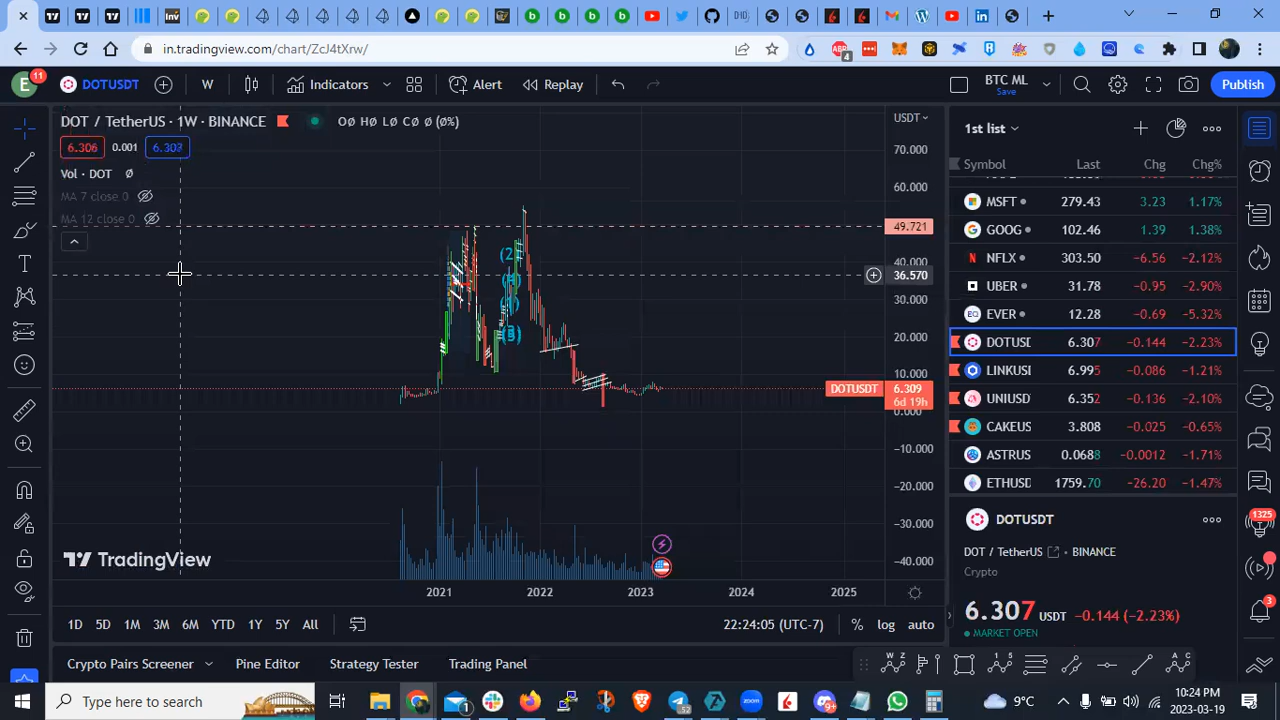 in.tradingview.com/chart/ZcJ4tXrw/
E 11 DOTUSDT W Indicators Alert Replay BTC ML Save Publish
DOT / TetherUS · 1W · BINANCE O∅ H∅ L∅ C∅ ∅ (∅%)
6.306 0.001 6.307
Vol · DOT ∅
MA 7 close 0
MA 12 close 0
USDT
70.000
60.000
49.721
40.000
36.570
30.000
20.000
10.000
DOTUSDT 6.309
6d 19h
0.000
−10.000
−20.000
−30.000
−40.000
(2)
TradingView
2021 2022 2023 2024 2025
1D 5D 1M 3M 6M YTD 1Y 5Y All 22:24:05 (UTC-7) % log auto
Crypto Pairs Screener Pine Editor Strategy Tester Trading Panel
1st list
Symbol Last Chg Chg%
MSFT 279.43 3.23 1.17%
GOOG 102.46 1.39 1.38%
NFLX 303.50 −6.56 −2.12%
UBER 31.78 −0.95 −2.90%
EVER 12.28 −0.69 −5.32%
DOTUSD 6.307 −0.144 −2.23%
LINKUSI 6.995 −0.086 −1.21%
UNIUSD 6.352 −0.136 −2.10%
CAKEUS 3.808 −0.025 −0.65%
ASTRUS 0.0688 −0.0012 −1.71%
ETHUSD 1759.70 −26.20 −1.47%
DOTUSDT
DOT / TetherUS BINANCE
Crypto
6.307 USDT −0.144 (−2.23%)
MARKET OPEN
1325
3
Type here to search
9°C
10:24 PM
2023-03-19